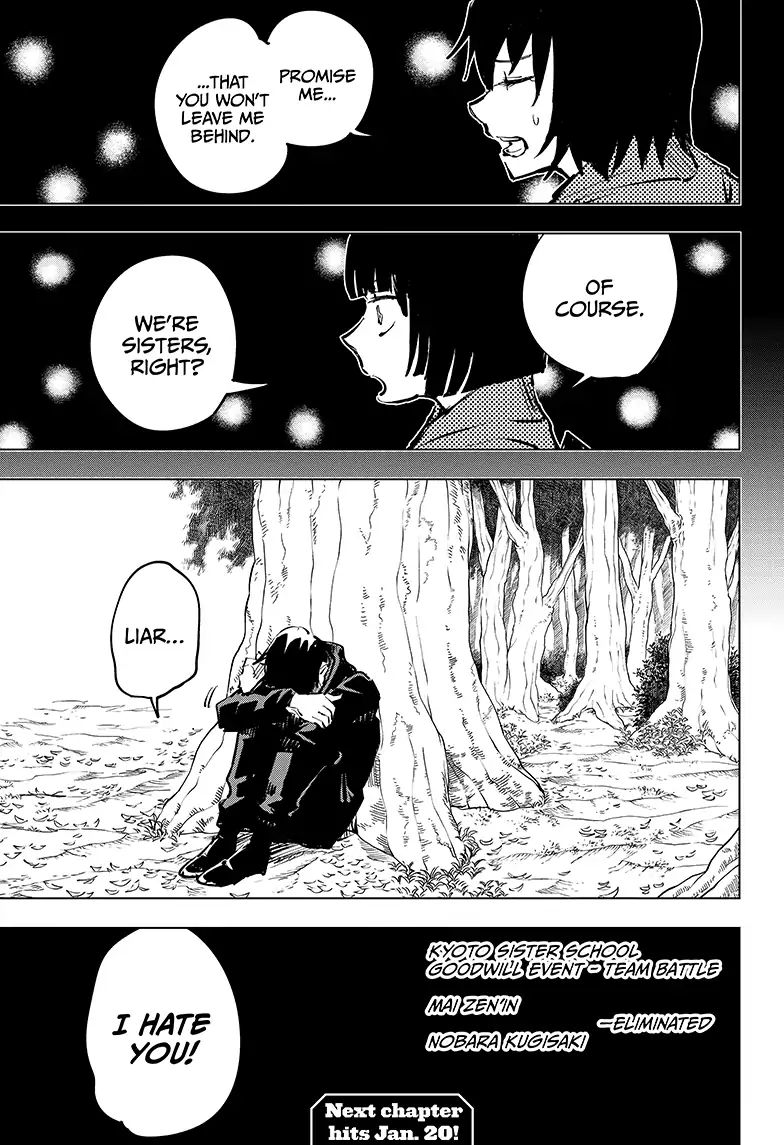 PROMISE
ME...
...THAT
YOU WON'T
LEAVE ME
BEHIND.
OF
COURSE.
WE'RE
SISTERS,
RIGHT?
LIAR...
I HATE
YOU!
KYOTO SISTER SCHOOL
GOODWILL EVENT – TEAM BATTLE
MAI ZEN'IN
NOBARA KUGISAKI
—ELIMINATED
Next chapter
hits Jan. 20!